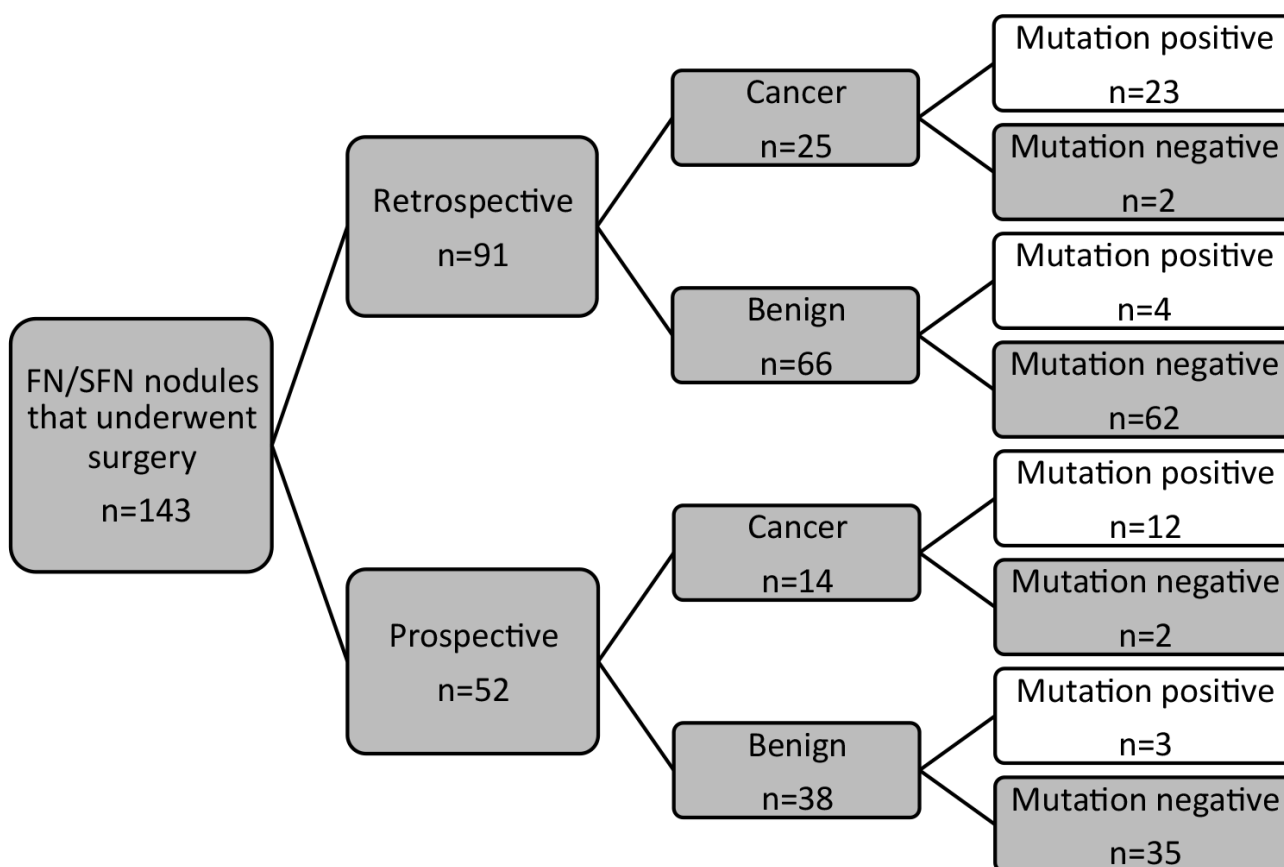 FN/SFN nodules
that underwent
surgery
n=143
Retrospective
n=91
Prospective
n=52
Cancer
n=25
Benign
n=66
Cancer
n=14
Benign
n=38
Mutation positive
n=23
Mutation negative
n=2
Mutation positive
n=4
Mutation negative
n=62
Mutation positive
n=12
Mutation negative
n=2
Mutation positive
n=3
Mutation negative
n=35